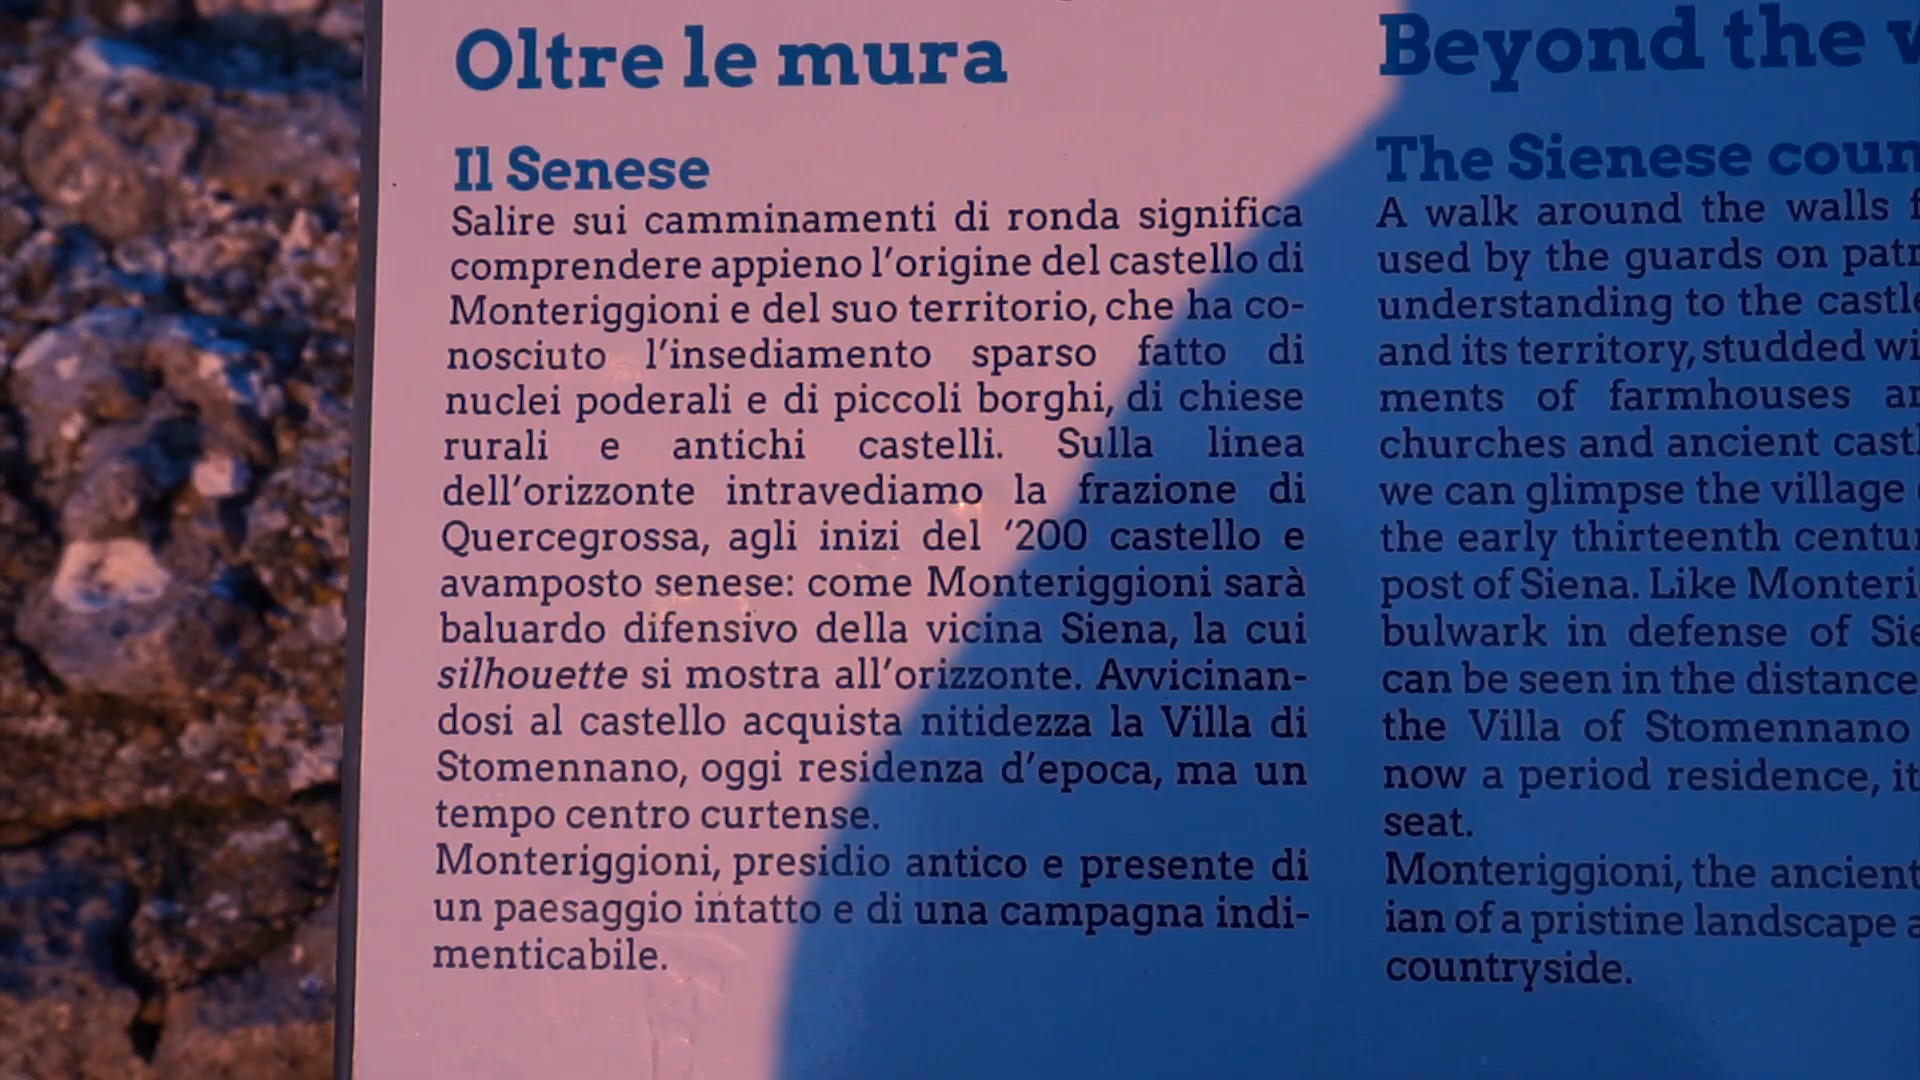 Oltre le mura
Il Senese
Salire sui camminamenti di ronda significa
comprendere appieno l'origine del castello di
Monteriggioni e del suo territorio, che ha co-
nosciuto l'insediamento sparso fatto di
nuclei poderali e di piccoli borghi, di chiese
rurali e antichi castelli. Sulla linea
dell'orizzonte intravediamo la frazione di
Quercegrossa, agli inizi del '200 castello e
avamposto senese: come Monteriggioni sarà
baluardo difensivo della vicina Siena, la cui
silhouette si mostra all'orizzonte. Avvicinan-
dosi al castello acquista nitidezza la Villa di
Stomennano, oggi residenza d'epoca, ma un
tempo centro curtense.
Monteriggioni, presidio antico e presente di
un paesaggio intatto e di una campagna indi-
menticabile.
Beyond the
The Sienese
A walk around the walls
used by the guards on
understanding to the
and its territory, studded
ments of farmhouses
churches and ancient
we can glimpse the village
the early thirteenth
post of Siena. Like
bulwark in defense of
can be seen in the distance
the Villa of Stomennano
now a period residence, it
seat.
Monteriggioni, the ancient
ian of a pristine landscape
countryside.